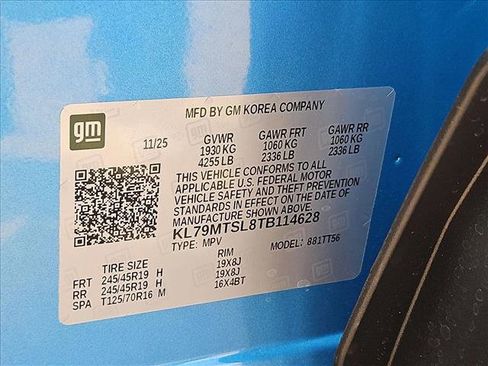 MFD BY GM KOREA COMPANY
gm
11/25 GVWR GAWR FRT GAWR RR
1930 KG 1060 KG 1060 KG
4255 LB 2336 LB 2336 LB
THIS VEHICLE CONFORMS TO ALL
APPLICABLE U.S. FEDERAL MOTOR
VEHICLE SAFETY AND THEFT PREVENTION
STANDARDS IN EFFECT ON THE DATE OF
MANUFACTURE SHOWN ABOVE.
KL79MTSL8TB114628
TYPE: MPV MODEL: 881TT56
TIRE SIZE RIM
FRT 245/45R19 H 19X8J
RR 245/45R19 H 19X8J
SPA T125/70R16 M 16X4BT